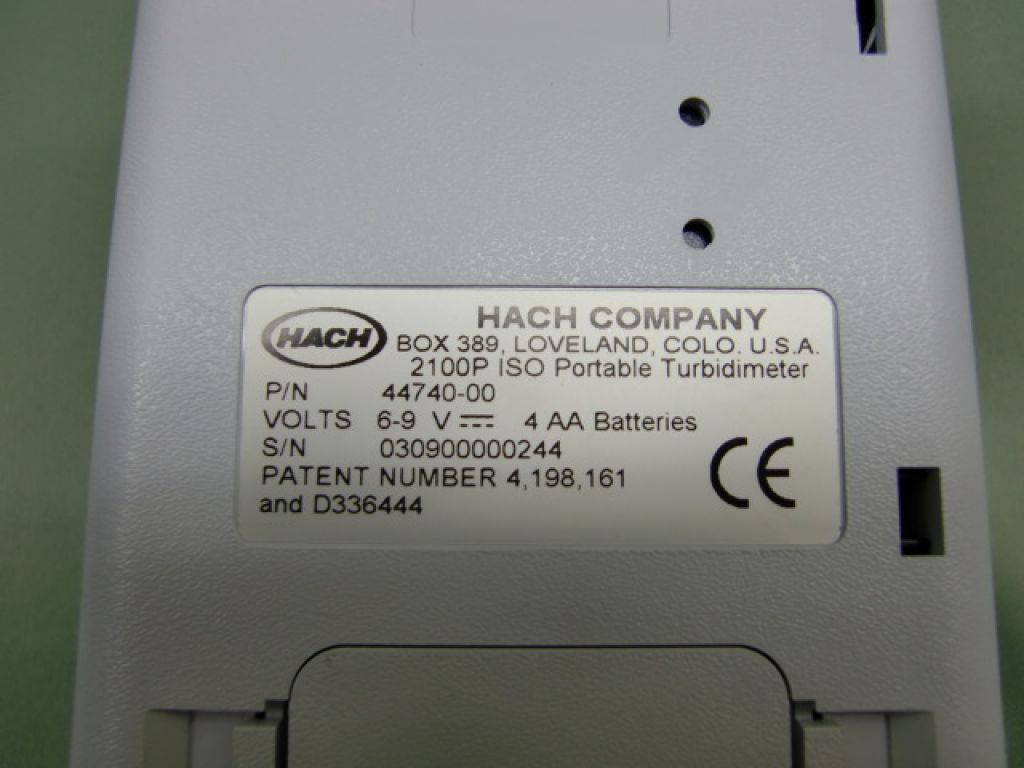 HACH COMPANY
HACH
BOX 389, LOVELAND, COLO. U.S.A.
2100P ISO Portable Turbidimeter
P/N 44740-00
VOLTS 6-9 V 4 AA Batteries
S/N 030900000244
PATENT NUMBER 4,198,161
and D336444
CE